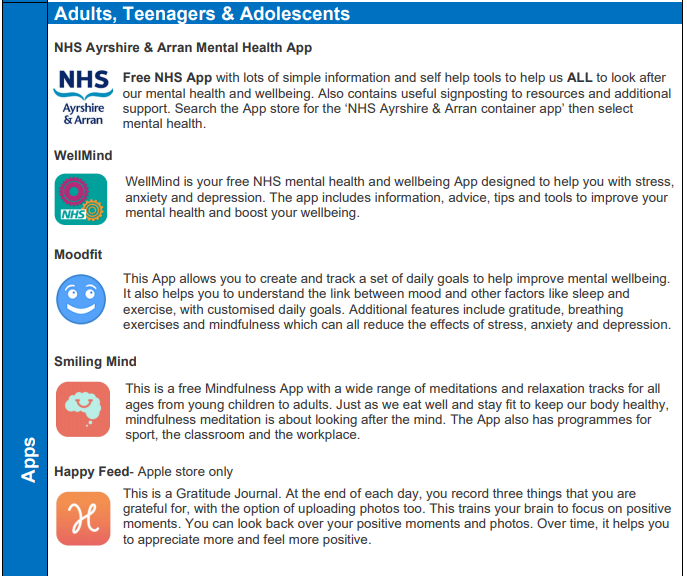 Adults, Teenagers & Adolescents
NHS Ayrshire & Arran Mental Health App
NHS
Ayrshire
& Arran
Free NHS App with lots of simple information and self help tools to help us ALL to look after
our mental health and wellbeing. Also contains useful signposting to resources and additional
support. Search the App store for the ‘NHS Ayrshire & Arran container app’ then select
mental health.
WellMind
NHS
WellMind is your free NHS mental health and wellbeing App designed to help you with stress,
anxiety and depression. The app includes information, advice, tips and tools to improve your
mental health and boost your wellbeing.
Moodfit
This App allows you to create and track a set of daily goals to help improve mental wellbeing.
It also helps you to understand the link between mood and other factors like sleep and
exercise, with customised daily goals. Additional features include gratitude, breathing
exercises and mindfulness which can all reduce the effects of stress, anxiety and depression.
Smiling Mind
This is a free Mindfulness App with a wide range of meditations and relaxation tracks for all
ages from young children to adults. Just as we eat well and stay fit to keep our body healthy,
mindfulness meditation is about looking after the mind. The App also has programmes for
sport, the classroom and the workplace.
Apps
Happy Feed- Apple store only
H
This is a Gratitude Journal. At the end of each day, you record three things that you are
grateful for, with the option of uploading photos too. This trains your brain to focus on positive
moments. You can look back over your positive moments and photos. Over time, it helps you
to appreciate more and feel more positive.